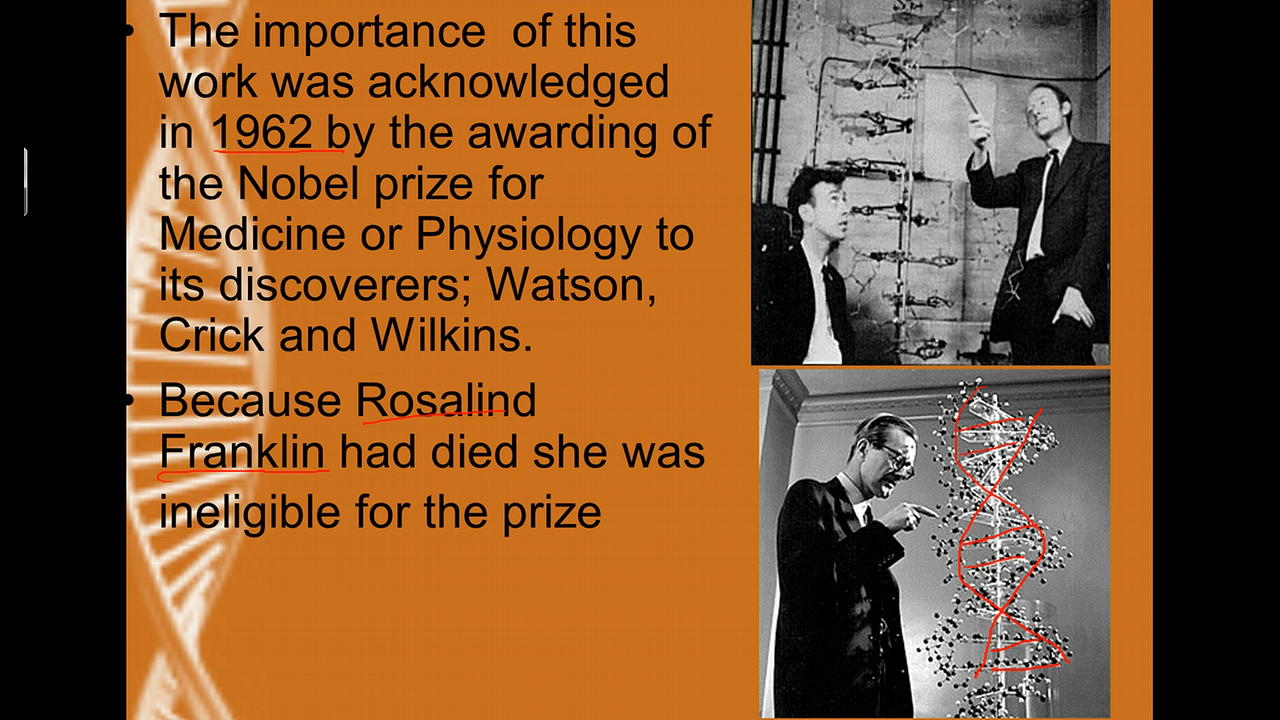 • The importance of this
work was acknowledged
in 1962 by the awarding of
the Nobel prize for
Medicine or Physiology to
its discoverers; Watson,
Crick and Wilkins.
• Because Rosalind
Franklin had died she was
ineligible for the prize